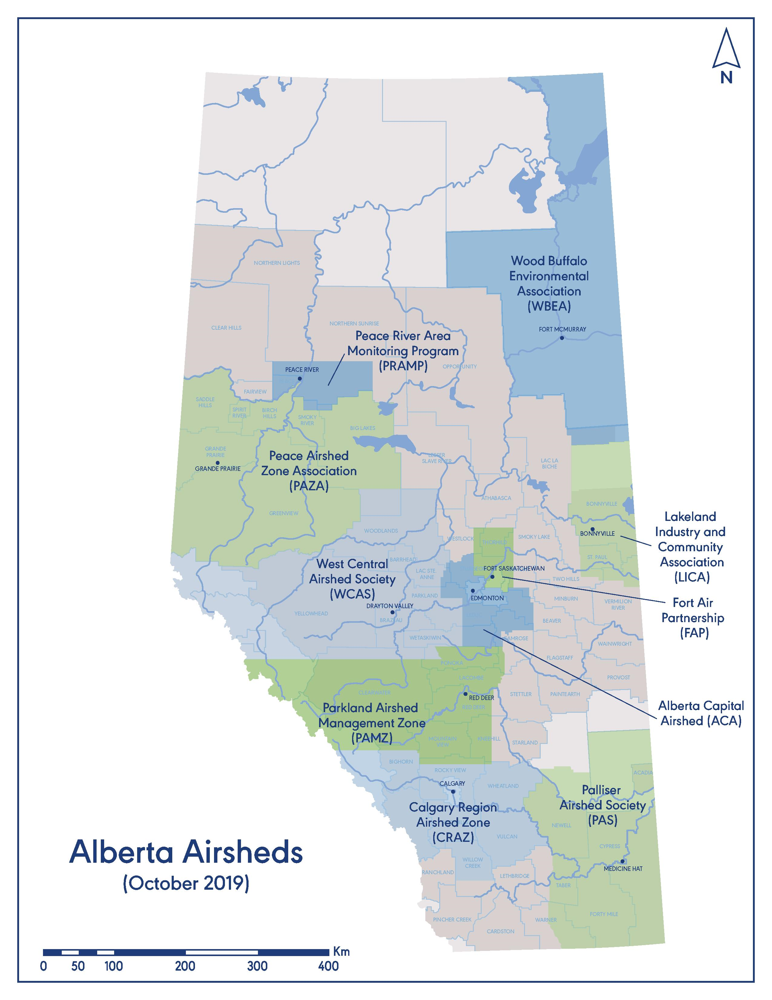 N
Wood Buffalo
Environmental
Association
(WBEA)
NORTHERN LIGHTS
FORT MCMURRAY
CLEAR HILLS
NORTHERN SUNRISE
Peace River Area
Monitoring Program
(PRAMP)
OPPORTUNITY
PEACE RIVER
FAIRVIEW
SADDLE
HILLS
SPIRIT
RIVER
BIRCH
HILLS
SMOKY
RIVER
BIG LAKES
GRANDE
PRAIRIE
GRANDE PRAIRIE
Peace Airshed
Zone Association
(PAZA)
LESSER
SLAVE RIVER
LAC LA
BICHE
ATHABASCA
BONNYVILLE
GREENVIEW
WOODLANDS
WESTLOCK
THORHILD
SMOKY LAKE
BONNYVILLE
Lakeland
Industry and
Community
Association
(LICA)
ST. PAUL
BARRHEAD
West Central
Airshed Society
(WCAS)
LAC STE.
ANNE
FORT SASKATCHEWAN
TWO HILLS
PARKLAND
EDMONTON
MINBURN
VERMILION
RIVER
Fort Air
Partnership
(FAP)
DRAYTON VALLEY
YELLOWHEAD
BRAZEAU
BEAVER
WETASKIWIN
CAMROSE
WAINWRIGHT
FLAGSTAFF
PONOKA
LACOMBE
PROVOST
CLEARWATER
RED DEER
RED DEER
STETTLER
PAINTEARTH
Alberta Capital
Airshed (ACA)
Parkland Airshed
Management Zone
(PAMZ)
MOUNTAIN
VIEW
KNEEHILL
STARLAND
BIGHORN
ROCKY VIEW
ACADIA
CALGARY
WHEATLAND
Palliser
Airshed Society
(PAS)
Calgary Region
Airshed Zone
(CRAZ)
NEWELL
VULCAN
CYPRESS
WILLOW
CREEK
MEDICINE HAT
RANCHLAND
LETHBRIDGE
TABER
FORTY MILE
PINCHER CREEK
WARNER
CARDSTON
Alberta Airsheds
(October 2019)
Km
0 50 100 200 300 400